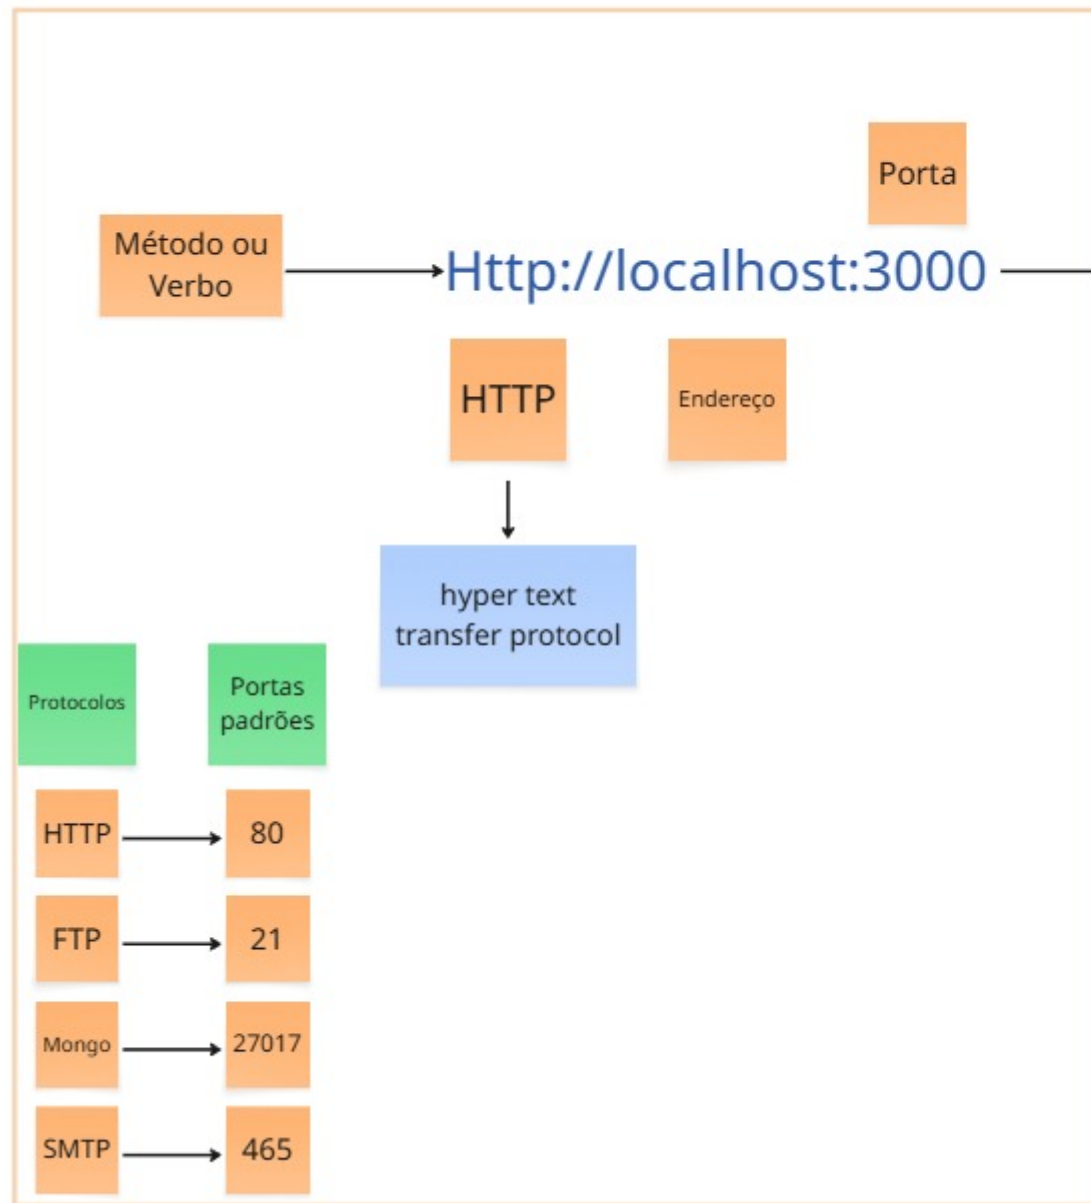 Porta
Método ou
Verbo
Http://localhost:3000
HTTP
Endereço
hyper text
transfer protocol
Protocolos
Portas
padrões
HTTP
80
FTP
21
Mongo
27017
SMTP
465